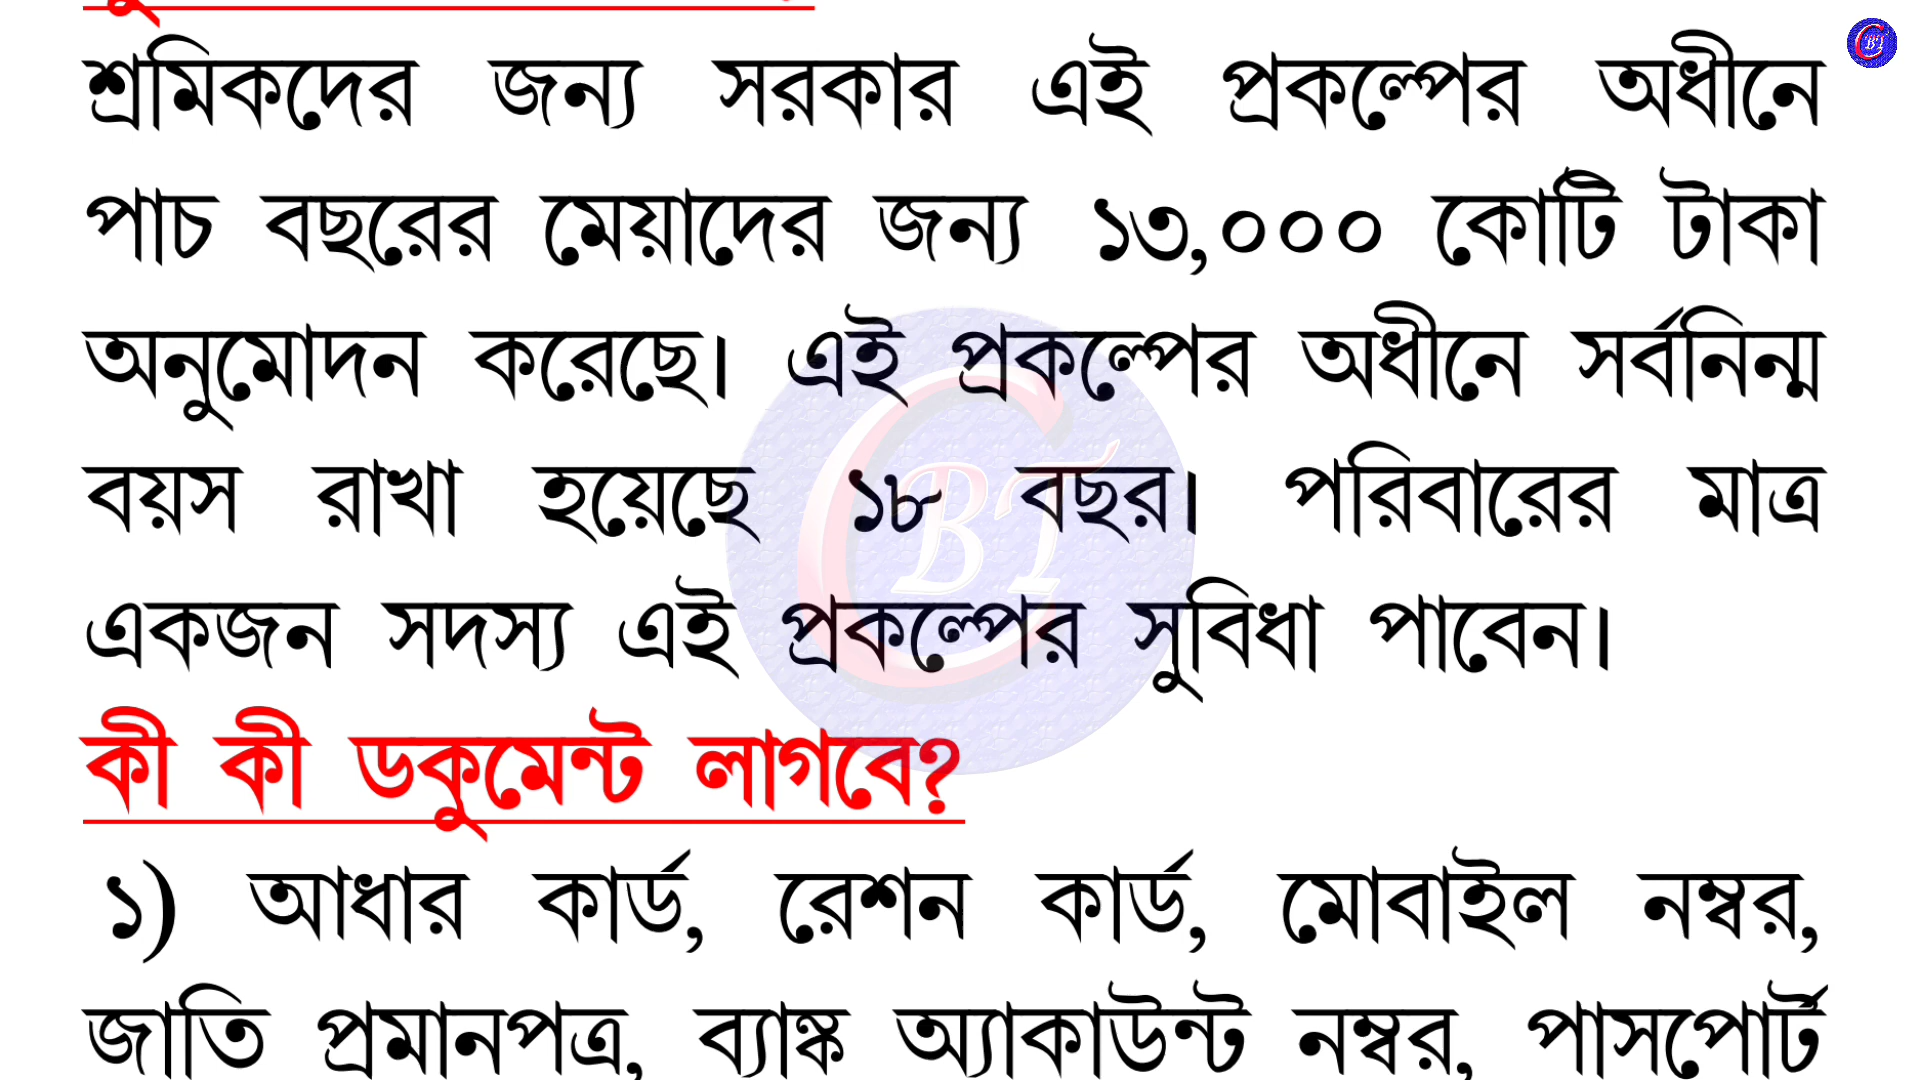 শ্রমিকদের জন্য সরকার এই প্রকল্পের অধীনে
পাচ বছরের মেয়াদের জন্য ১৩,০০০ কোটি টাকা
অনুমোদন করেছে। এই প্রকল্পের অধীনে সর্বনিন্ম
বয়স রাখা হয়েছে ১৮ বছর। পরিবারের মাত্র
একজন সদস্য এই প্রকল্পের সুবিধা পাবেন।
কী কী ডকুমেন্ট লাগবে?
১) আধার কার্ড, রেশন কার্ড, মোবাইল নম্বর,
জাতি প্রমানপত্র, ব্যাঙ্ক অ্যাকাউন্ট নম্বর, পাসপোর্ট
CBT
CBT